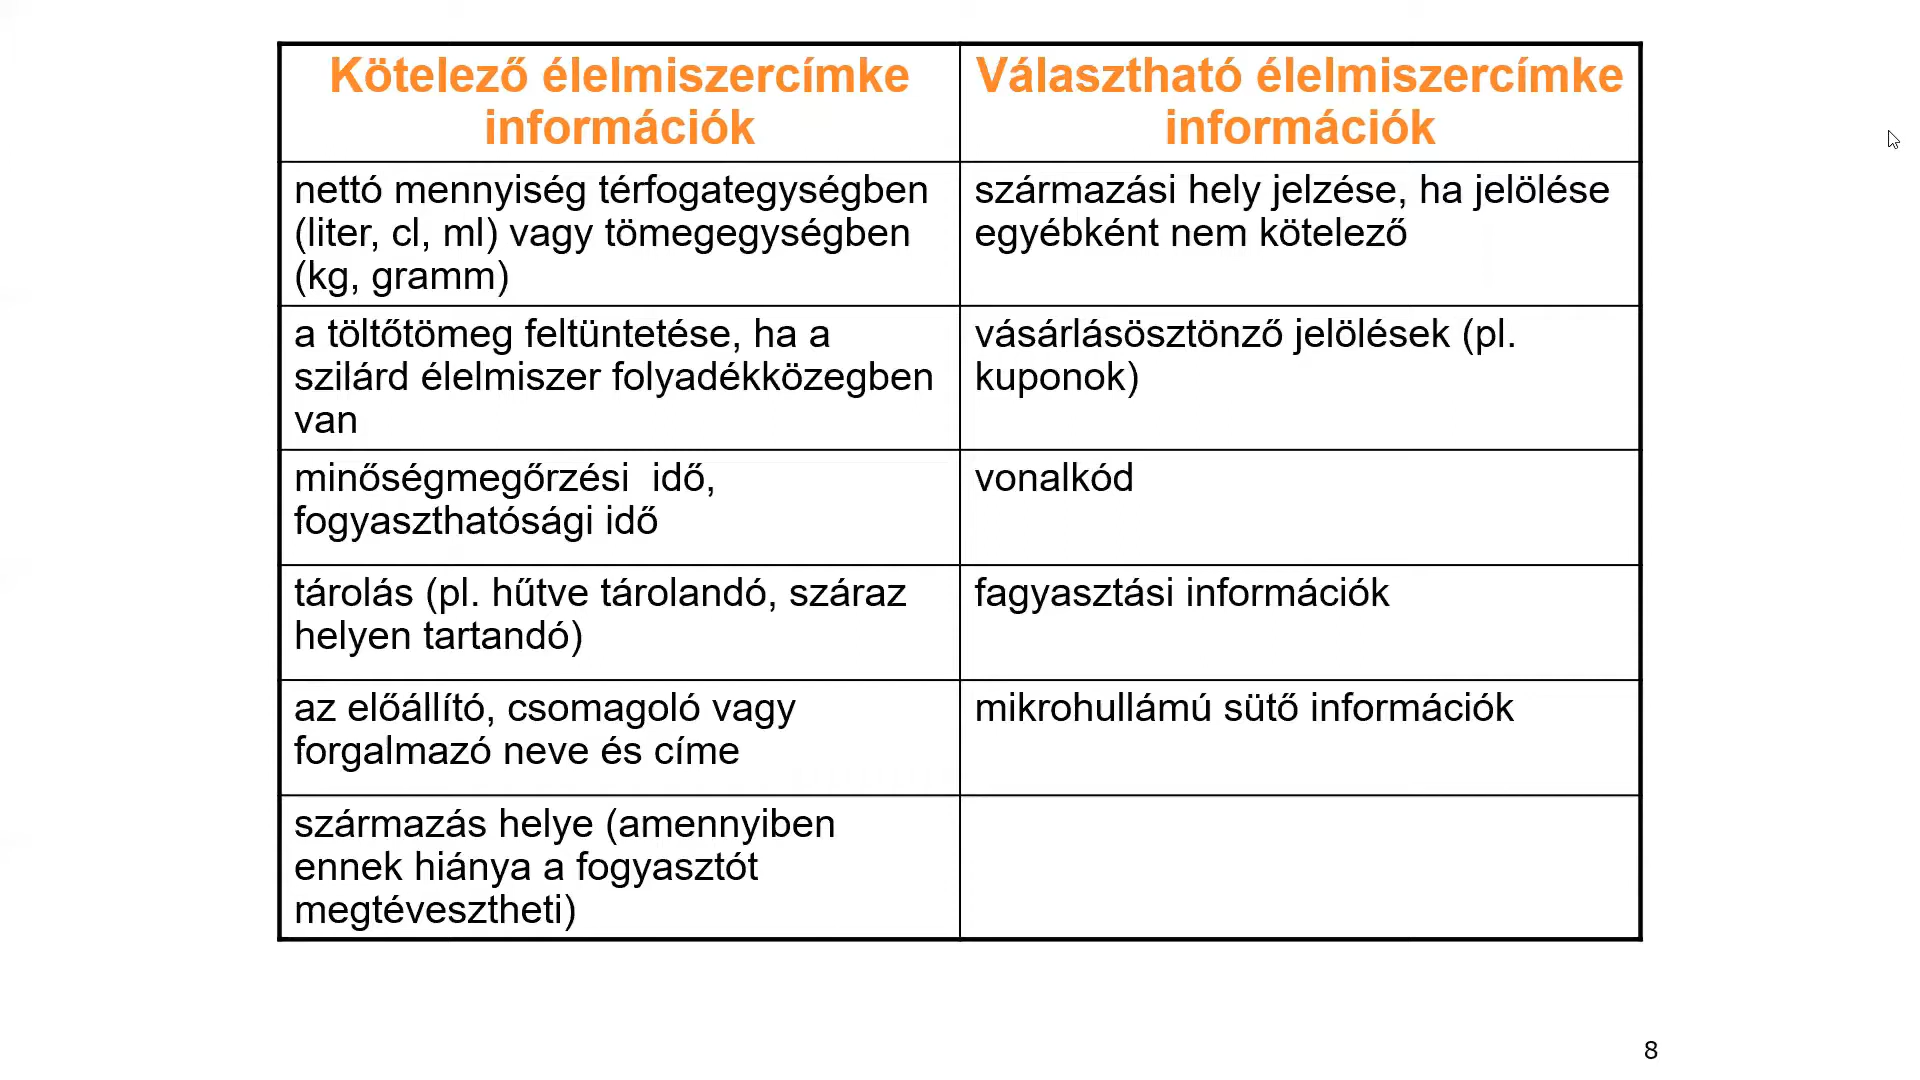 Kötelező élelmiszercímke
információk
Választható élelmiszercímke
információk
nettó mennyiség térfogategységben
(liter, cl, ml) vagy tömegegységben
(kg, gramm)
származási hely jelzése, ha jelölése
egyébként nem kötelező
a töltőtömeg feltüntetése, ha a
szilárd élelmiszer folyadékközegben
van
vásárlásösztönző jelölések (pl.
kuponok)
minőségmegőrzési  idő,
fogyaszthatósági idő
vonalkód
tárolás (pl. hűtve tárolandó, száraz
helyen tartandó)
fagyasztási információk
az előállító, csomagoló vagy
forgalmazó neve és címe
mikrohullámú sütő információk
származás helye (amennyiben
ennek hiánya a fogyasztót
megtévesztheti)
8